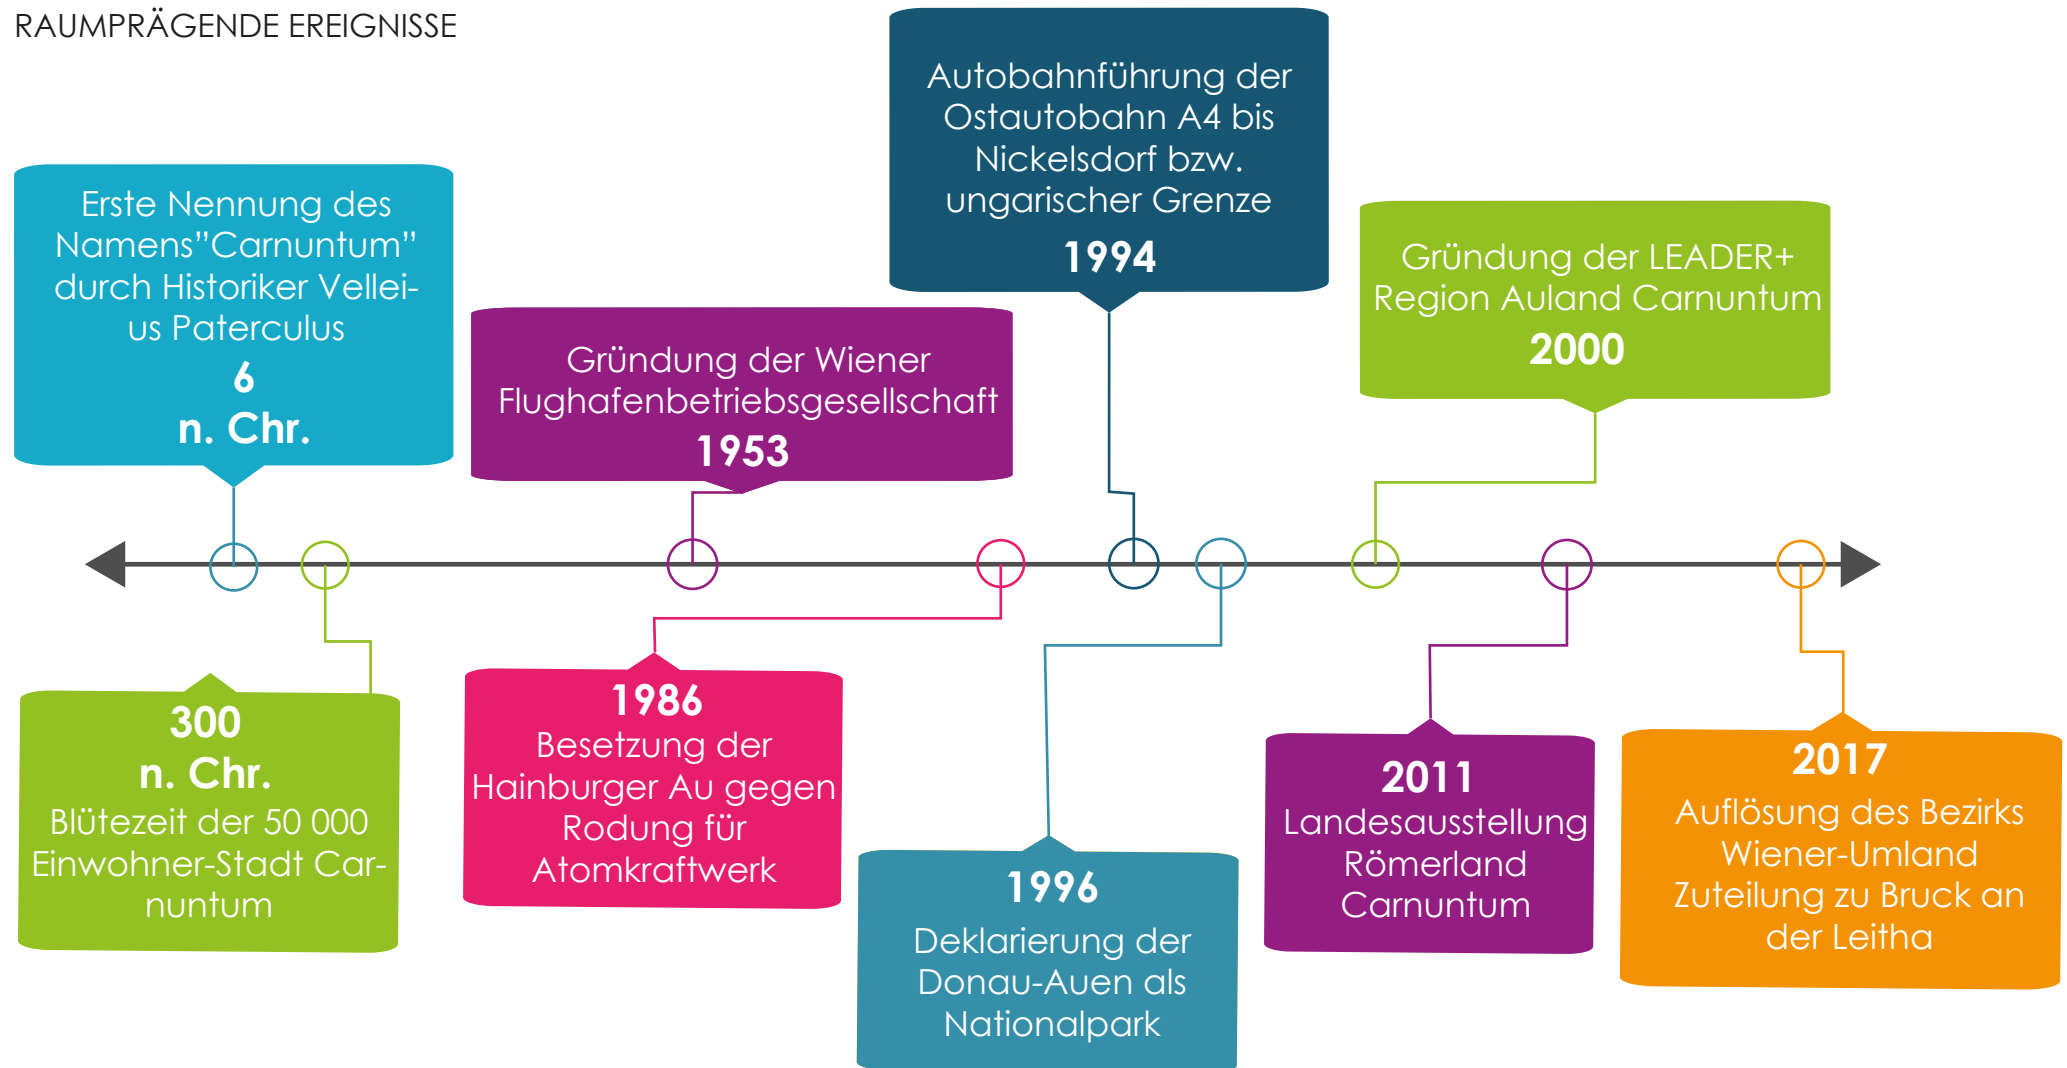 RAUMPRÄGENDE EREIGNISSE
Erste Nennung des
Namens”Carnuntum”
durch Historiker Vellei-
us Paterculus
6
n. Chr.
300
n. Chr.
Blütezeit der 50 000
Einwohner-Stadt Car-
nuntum
Gründung der Wiener
Flughafenbetriebsgesellschaft
1953
1986
Besetzung der
Hainburger Au gegen
Rodung für
Atomkraftwerk
Autobahnführung der
Ostautobahn A4 bis
Nickelsdorf bzw.
ungarischer Grenze
1994
1996
Deklarierung der
Donau-Auen als
Nationalpark
Gründung der LEADER+
Region Auland Carnuntum
2000
2011
Landesausstellung
Römerland
Carnuntum
2017
Auflösung des Bezirks
Wiener-Umland
Zuteilung zu Bruck an
der Leitha